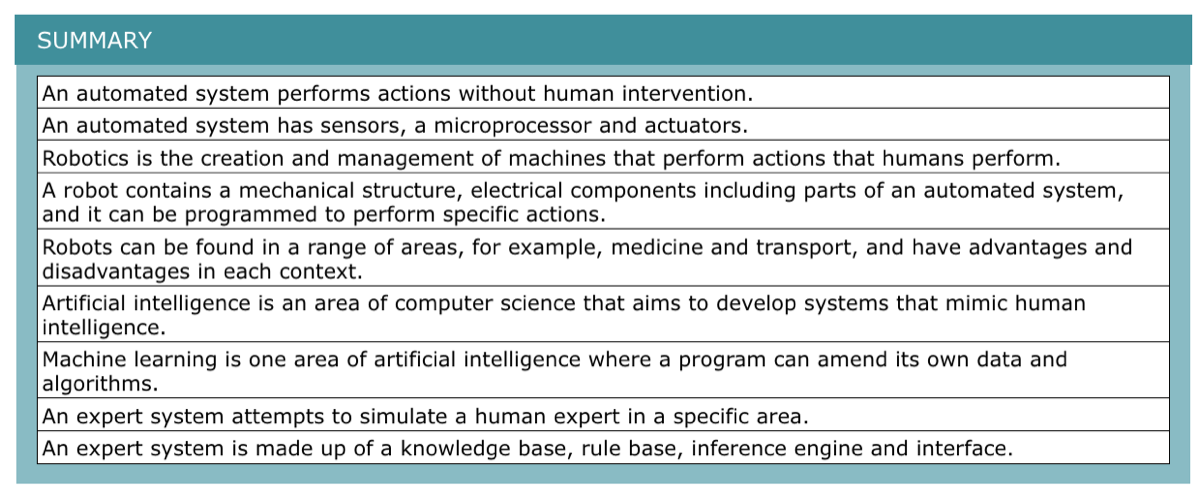 SUMMARY
An automated system performs actions without human intervention.
An automated system has sensors, a microprocessor and actuators.
Robotics is the creation and management of machines that perform actions that humans perform.
A robot contains a mechanical structure, electrical components including parts of an automated system,
and it can be programmed to perform specific actions.
Robots can be found in a range of areas, for example, medicine and transport, and have advantages and
disadvantages in each context.
Artificial intelligence is an area of computer science that aims to develop systems that mimic human
intelligence.
Machine learning is one area of artificial intelligence where a program can amend its own data and
algorithms.
An expert system attempts to simulate a human expert in a specific area.
An expert system is made up of a knowledge base, rule base, inference engine and interface.